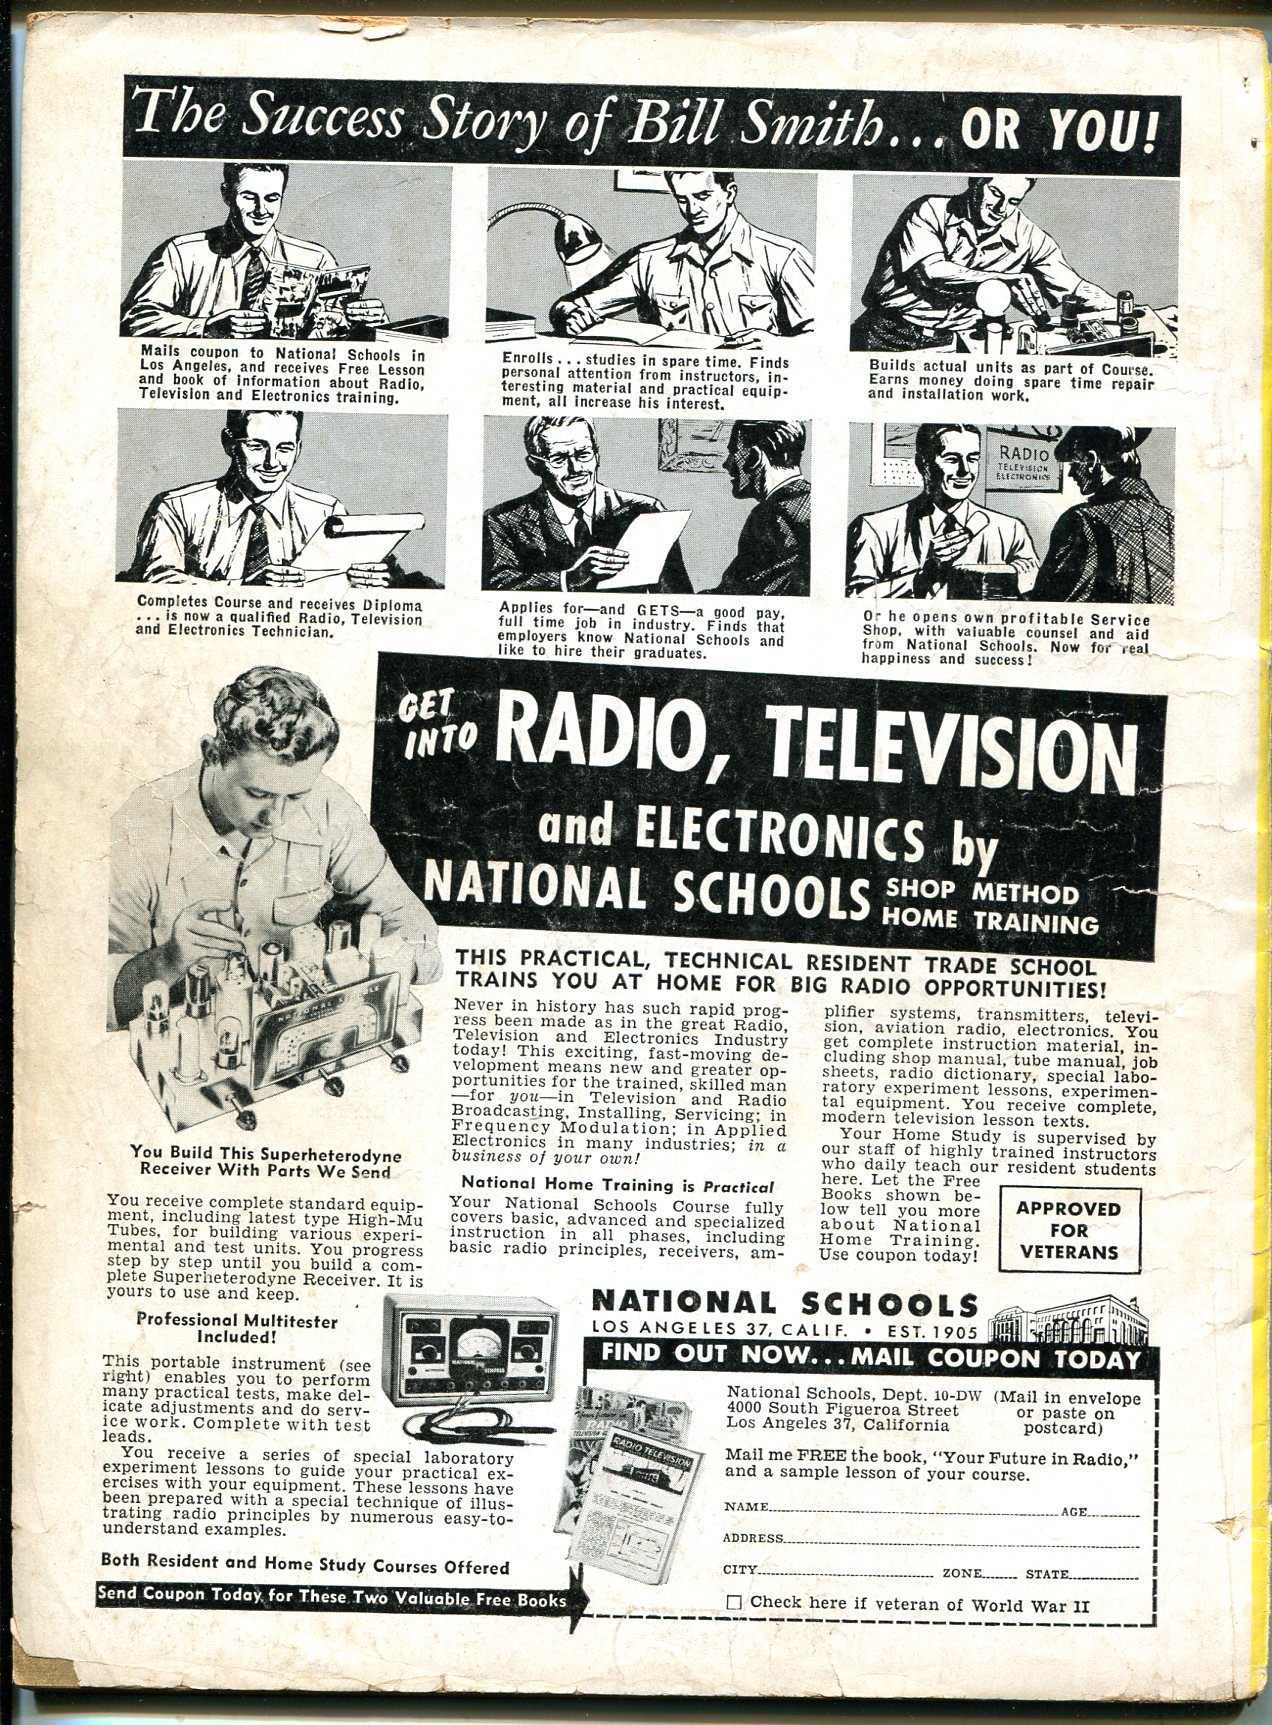 The Success Story of Bill Smith... OR YOU!
Mails coupon to National Schools in
Los Angeles, and receives Free Lesson
and book of information about Radio,
Television and Electronics training.
Enrolls . . . studies in spare time. Finds
personal attention from instructors, in-
teresting material and practical equip-
ment, all increase his interest.
Builds actual units as part of Course.
Earns money doing spare time repair
and installation work.
RADIO
TELEVISION
ELECTRONICS
Completes Course and receives Diploma
. . . is now a qualified Radio, Television
and Electronics Technician.
Applies for—and GETS—a good pay,
full time job in industry. Finds that
employers know National Schools and
like to hire their graduates.
Or he opens own profitable Service
Shop, with valuable counsel and aid
from National Schools. Now for real
happiness and success!
GET
INTO
RADIO, TELEVISION
and ELECTRONICS by
NATIONAL SCHOOLS
SHOP METHOD
HOME TRAINING
THIS PRACTICAL, TECHNICAL RESIDENT TRADE SCHOOL
TRAINS YOU AT HOME FOR BIG RADIO OPPORTUNITIES!
You Build This Superheterodyne
Receiver With Parts We Send
You receive complete standard equip-
ment, including latest type High-Mu
Tubes, for building various experi-
mental and test units. You progress
step by step until you build a com-
plete Superheterodyne Receiver. It is
yours to use and keep.
Professional Multitester
Included!
This portable instrument (see
right) enables you to perform
many practical tests, make del-
icate adjustments and do serv-
ice work. Complete with test
leads.
You receive a series of special laboratory
experiment lessons to guide your practical ex-
ercises with your equipment. These lessons have
been prepared with a special technique of illus-
trating radio principles by numerous easy-to-
understand examples.
Both Resident and Home Study Courses Offered
Send Coupon Today for These Two Valuable Free Books
Never in history has such rapid prog-
ress been made as in the great Radio,
Television and Electronics Industry
today! This exciting, fast-moving de-
velopment means new and greater op-
portunities for the trained, skilled man
—for you—in Television and Radio
Broadcasting, Installing, Servicing; in
Frequency Modulation; in Applied
Electronics in many industries; in a
business of your own!
National Home Training is Practical
Your National Schools Course fully
covers basic, advanced and specialized
instruction in all phases, including
basic radio principles, receivers, am-
plifier systems, transmitters, televi-
sion, aviation radio, electronics. You
get complete instruction material, in-
cluding shop manual, tube manual, job
sheets, radio dictionary, special labo-
ratory experiment lessons, experimen-
tal equipment. You receive complete,
modern television lesson texts.
Your Home Study is supervised by
our staff of highly trained instructors
who daily teach our resident students
here. Let the Free
Books shown be-
low tell you more
about National
Home Training.
Use coupon today!
APPROVED
FOR
VETERANS
NATIONAL SCHOOLS
LOS ANGELES 37, CALIF. • EST. 1905
FIND OUT NOW...MAIL COUPON TODAY
RADIO TELEVISION
National Schools, Dept. 10-DW
4000 South Figueroa Street
Los Angeles 37, California
(Mail in envelope
or paste on
postcard)
Mail me FREE the book, "Your Future in Radio,"
and a sample lesson of your course.
NAME AGE
ADDRESS
CITY ZONE STATE
☐ Check here if veteran of World War II